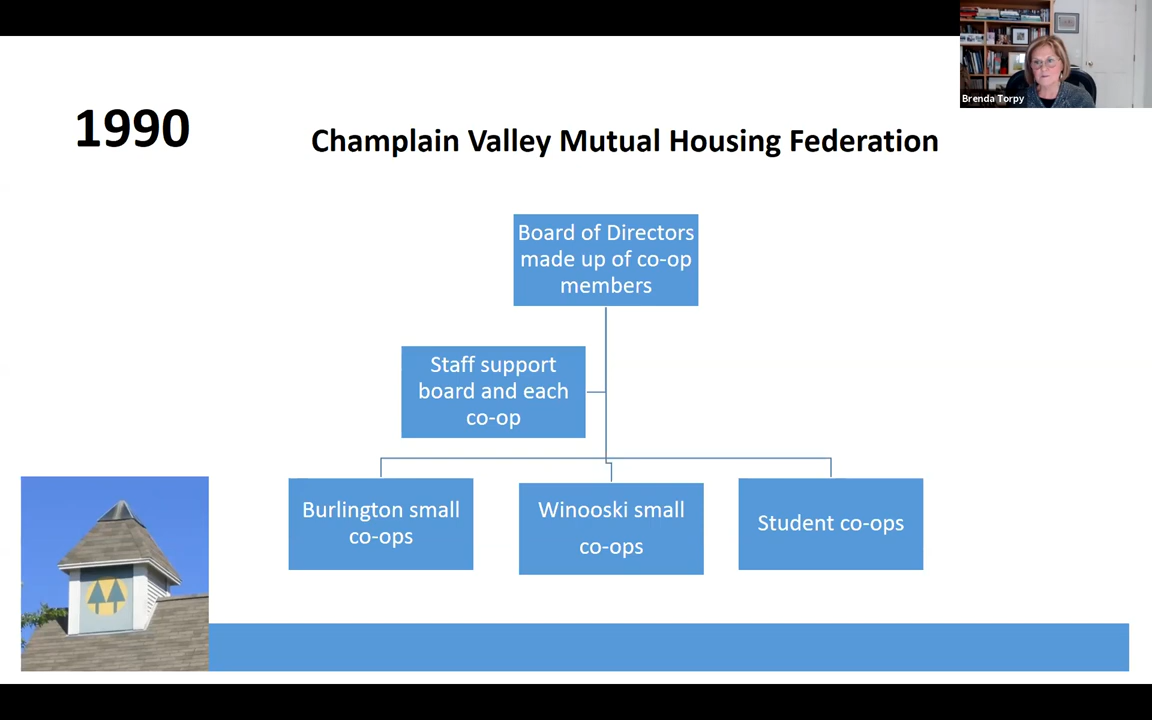 Brenda Torpy
1990
Champlain Valley Mutual Housing Federation
Board of Directors
made up of co-op
members
Staff support
board and each
co-op
Burlington small
co-ops
Winooski small
co-ops
Student co-ops